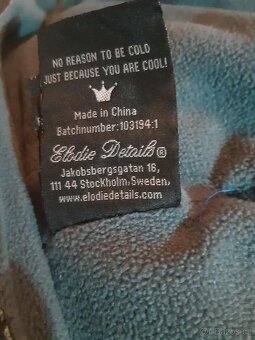 NO REASON TO BE COLD
JUST BECAUSE YOU ARE COOL!
Made in China
Batchnumber: 103194:1
Elodie Details®
Jakobsbergsgatan 16,
111 44 Stockholm, Sweden,
www.elodiedetails.com